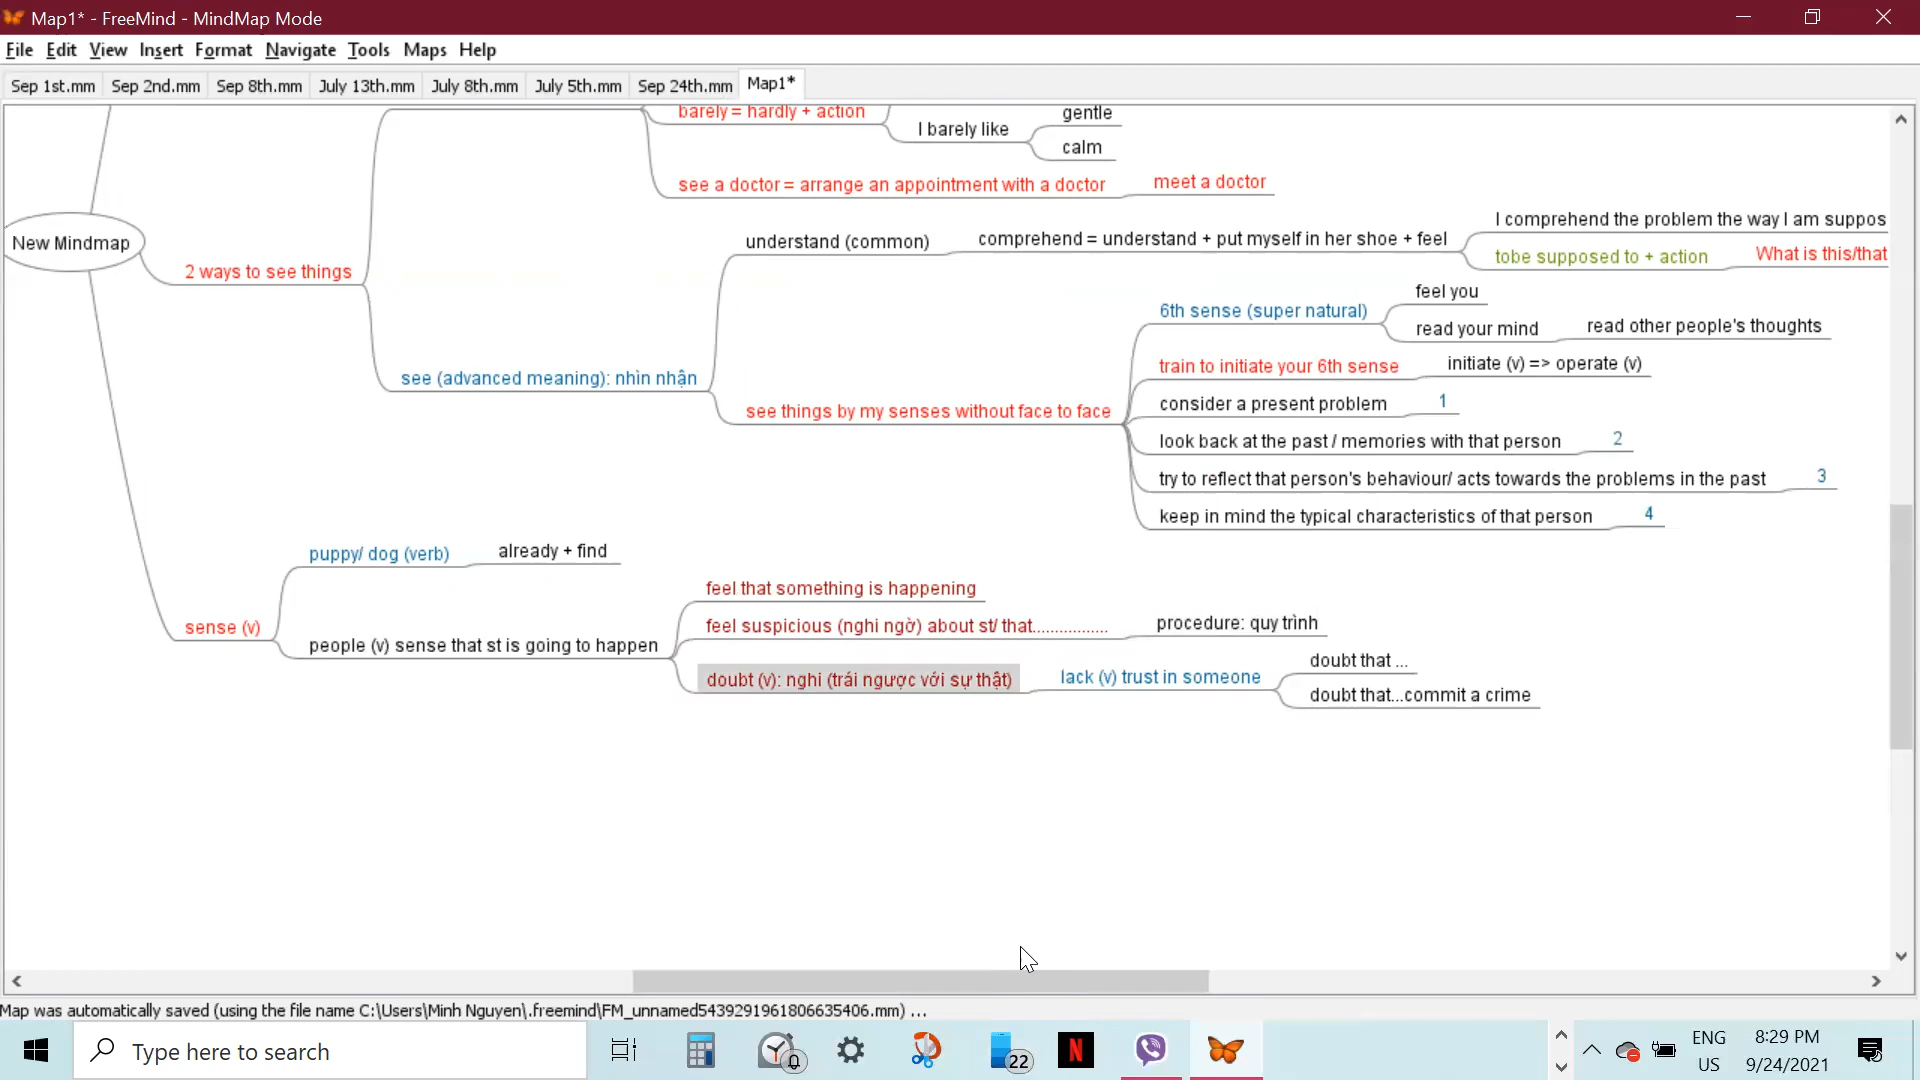 Map1* - FreeMind - MindMap Mode
File Edit View Insert Format Navigate Tools Maps Help
Sep 1st.mm Sep 2nd.mm Sep 8th.mm July 13th.mm July 8th.mm July 5th.mm Sep 24th.mm Map1*
barely = hardly + action
I barely like
gentle
calm
see a doctor = arrange an appointment with a doctor
meet a doctor
New Mindmap
2 ways to see things
understand (common)
comprehend = understand + put myself in her shoe + feel
I comprehend the problem the way I am suppos
tobe supposed to + action
What is this/that
see (advanced meaning): nhìn nhận
see things by my senses without face to face
6th sense (super natural)
feel you
read your mind
read other people's thoughts
train to initiate your 6th sense
initiate (v) => operate (v)
consider a present problem
1
look back at the past / memories with that person
2
try to reflect that person's behaviour/ acts towards the problems in the past
3
keep in mind the typical characteristics of that person
4
sense (v)
puppy/ dog (verb)
already + find
people (v) sense that st is going to happen
feel that something is happening
feel suspicious (nghi ngờ) about st/ that................
procedure: quy trình
doubt (v): nghi (trái ngược với sự thật)
lack (v) trust in someone
doubt that ...
doubt that...commit a crime
Map was automatically saved (using the file name C:\Users\Minh Nguyen\.freemind\FM_unnamed5439291961806635406.mm) ...
Type here to search
22
N
ENG
US
8:29 PM
9/24/2021